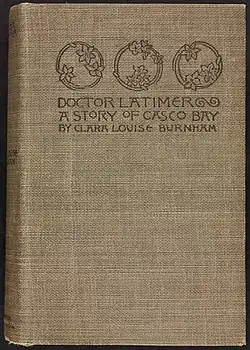 DOCTOR LATIMER
A STORY OF CASCO BAY
BY CLARA LOUISE BURNHAM